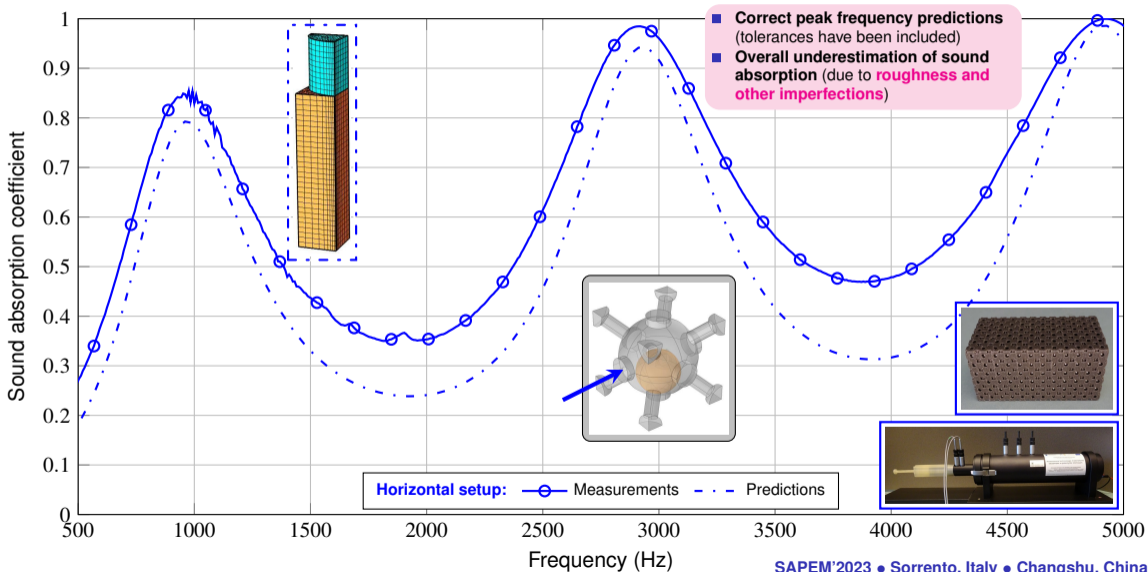 ■ Correct peak frequency predictions
(tolerances have been included)
■ Overall underestimation of sound
absorption (due to roughness and
other imperfections)
Sound absorption coefficient
1
0.9
0.8
0.7
0.6
0.5
0.4
0.3
0.2
0.1
0
Horizontal setup: Measurements Predictions
500 1000 1500 2000 2500 3000 3500 4000 4500 5000
Frequency (Hz)
SAPEM'2023 • Sorrento, Italy • Changshu, China